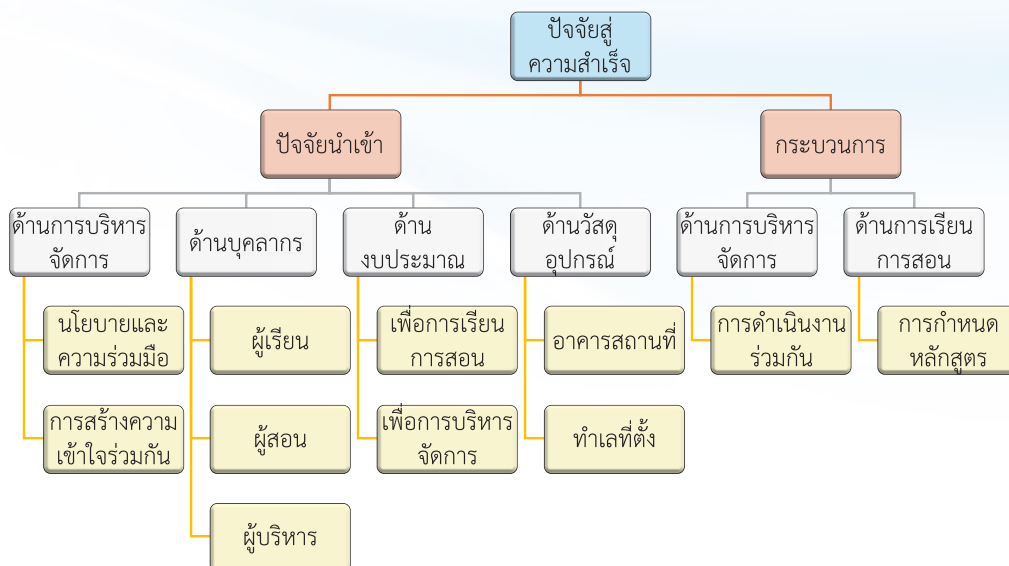 ปัจจัยสู่
ความสำเร็จ
ปัจจัยนำเข้า
กระบวนการ
ด้านการบริหาร
จัดการ
ด้านบุคลากร
ด้าน
งบประมาณ
ด้านวัสดุ
อุปกรณ์
ด้านการบริหาร
จัดการ
ด้านการเรียน
การสอน
นโยบายและ
ความร่วมมือ
ผู้เรียน
เพื่อการเรียน
การสอน
อาคารสถานที่
การดำเนินงาน
ร่วมกัน
การกำหนด
หลักสูตร
การสร้างความ
เข้าใจร่วมกัน
ผู้สอน
เพื่อการบริหาร
จัดการ
ทำเลที่ตั้ง
ผู้บริหาร